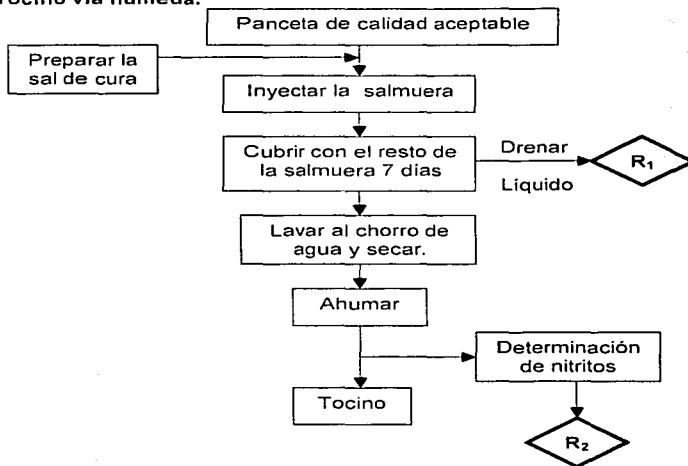 Tocino vía húmeda.
Panceta de calidad aceptable
Preparar la
sal de cura
Inyectar la salmuera
Cubrir con el resto de
la salmuera 7 días
Drenar
Líquido
R₁
Lavar al chorro de
agua y secar.
Ahumar
Determinación
de nitritos
Tocino
R₂